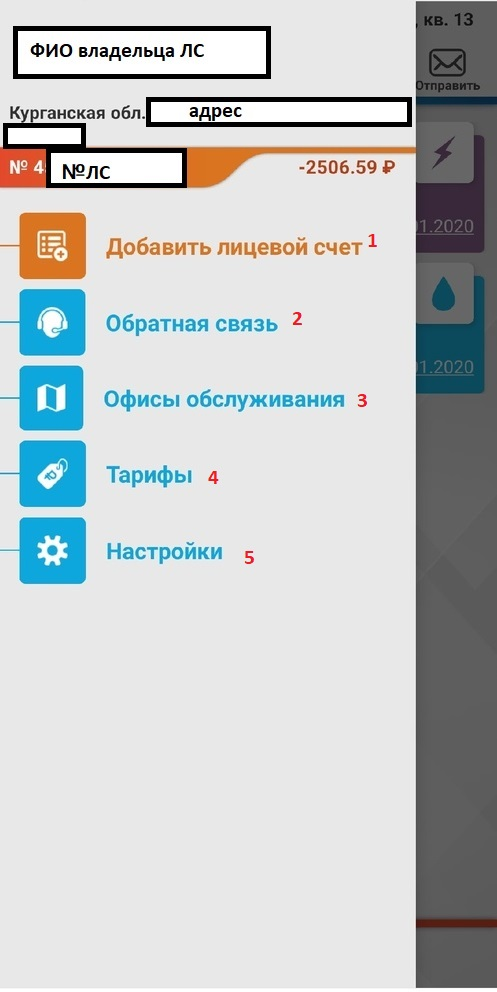 , кв. 13
ФИО владельца ЛС
Отправить
Курганская обл.
адрес
№ 4
№ЛС
-2506.59 ₽
Добавить лицевой счет 1
01.2020
Обратная связь 2
01.2020
Офисы обслуживания 3
Тарифы 4
Настройки 5